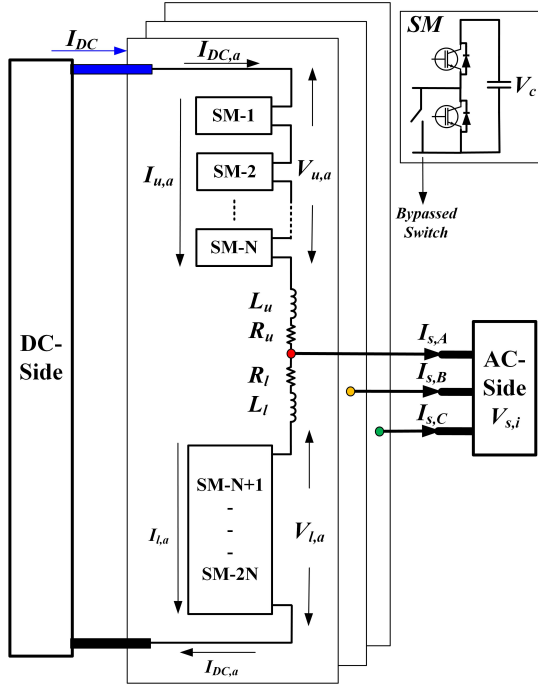 I_DC
I_DC,a
SM
V_c
Bypassed
Switch
SM-1
SM-2
SM-N
I_u,a
V_u,a
L_u
R_u
R_l
L_l
DC-
Side
I_s,A
I_s,B
I_s,C
AC-
Side
V_s,i
SM-N+1
-
-
-
SM-2N
I_l,a
V_l,a
I_DC,a